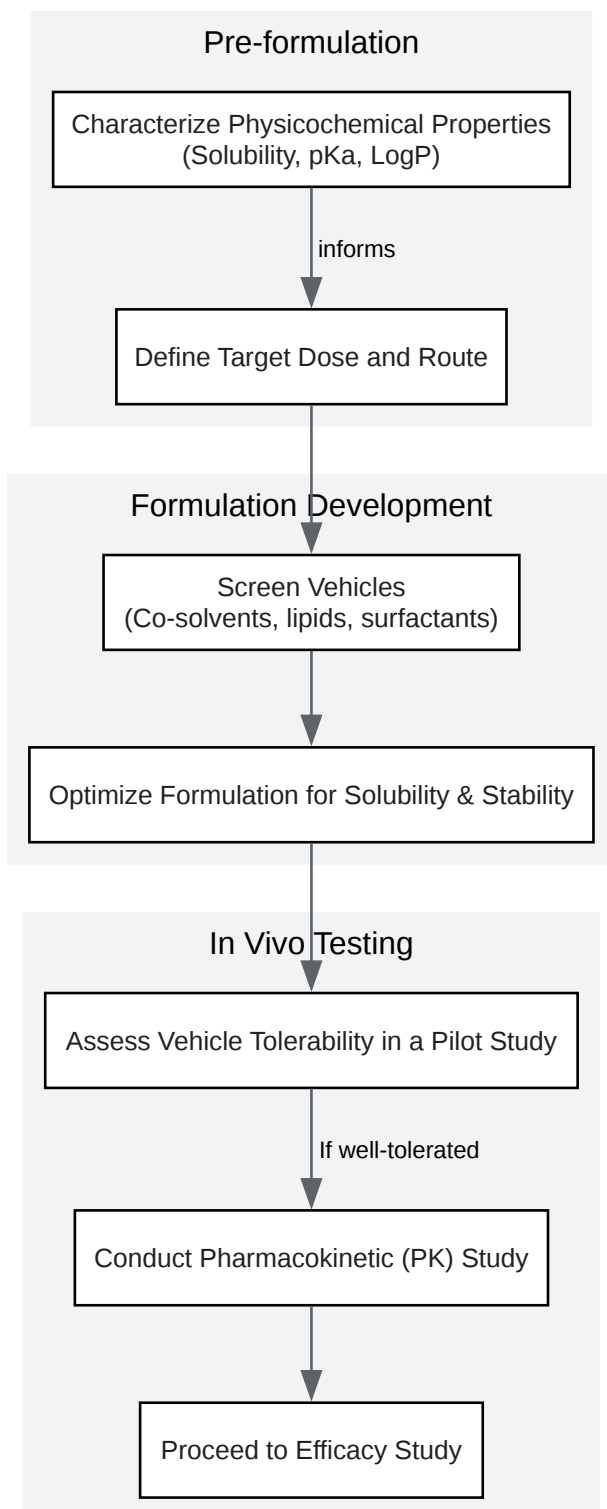 Pre-formulation
Characterize Physicochemical Properties
(Solubility, pKa, LogP)
informs
Define Target Dose and Route
Formulation Development
Screen Vehicles
(Co-solvents, lipids, surfactants)
Optimize Formulation for Solubility & Stability
In Vivo Testing
Assess Vehicle Tolerability in a Pilot Study
If well-tolerated
Conduct Pharmacokinetic (PK) Study
Proceed to Efficacy Study